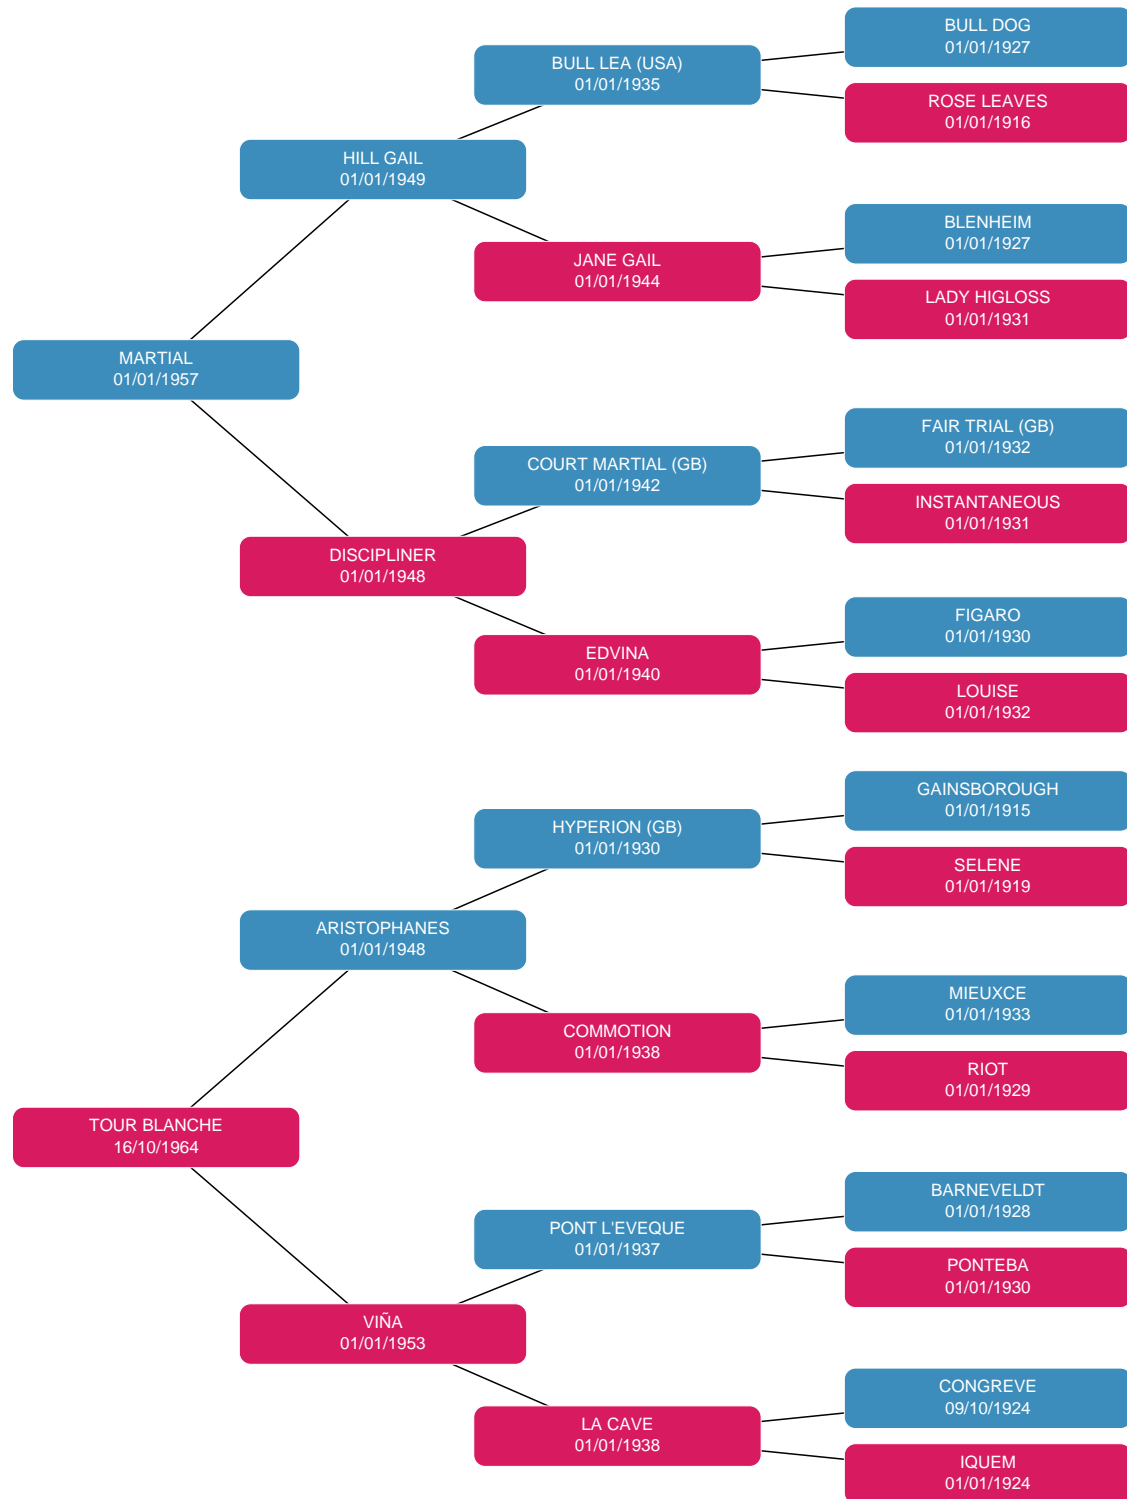 BULL DOG
01/01/1927
BULL LEA (USA)
01/01/1935
ROSE LEAVES
01/01/1916
HILL GAIL
01/01/1949
BLENHEIM
01/01/1927
JANE GAIL
01/01/1944
LADY HIGLOSS
01/01/1931
MARTIAL
01/01/1957
FAIR TRIAL (GB)
01/01/1932
COURT MARTIAL (GB)
01/01/1942
INSTANTANEOUS
01/01/1931
DISCIPLINER
01/01/1948
FIGARO
01/01/1930
EDVINA
01/01/1940
LOUISE
01/01/1932
GAINSBOROUGH
01/01/1915
HYPERION (GB)
01/01/1930
SELENE
01/01/1919
ARISTOPHANES
01/01/1948
MIEUXCE
01/01/1933
COMMOTION
01/01/1938
RIOT
01/01/1929
TOUR BLANCHE
16/10/1964
BARNEVELDT
01/01/1928
PONT L'EVEQUE
01/01/1937
PONTEBA
01/01/1930
VIÑA
01/01/1953
CONGREVE
09/10/1924
LA CAVE
01/01/1938
IQUEM
01/01/1924